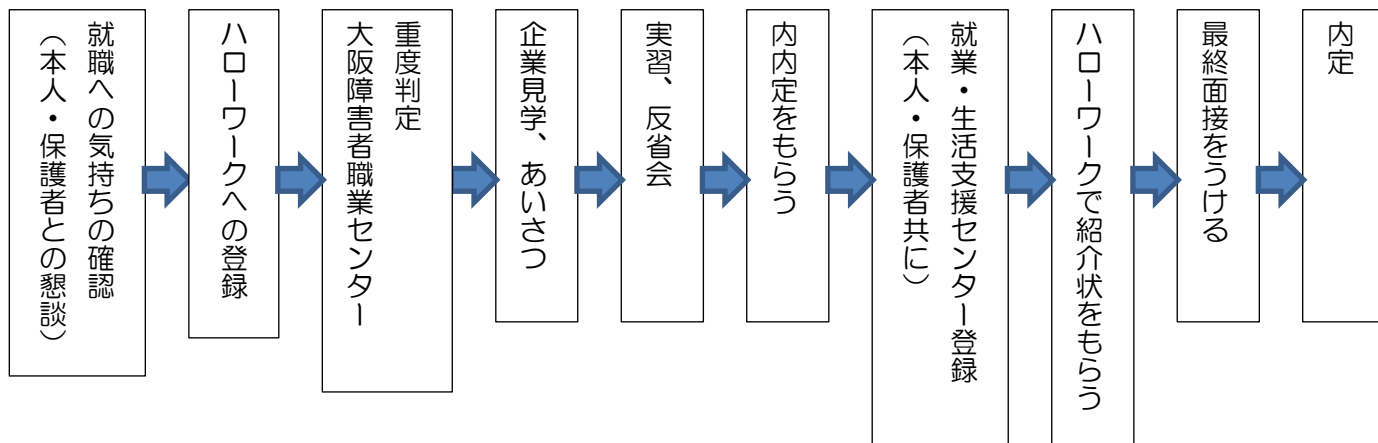 就職への気持ちの確認
（本人・保護者との懇談）
ハローワークへの登録
重度判定
大阪障害者職業センター
企業見学、あいさつ
実習、反省会
内内定をもらう
就業・生活支援センター登録
（本人・保護者共に）
ハローワークで紹介状をもらう
最終面接をうける
内定